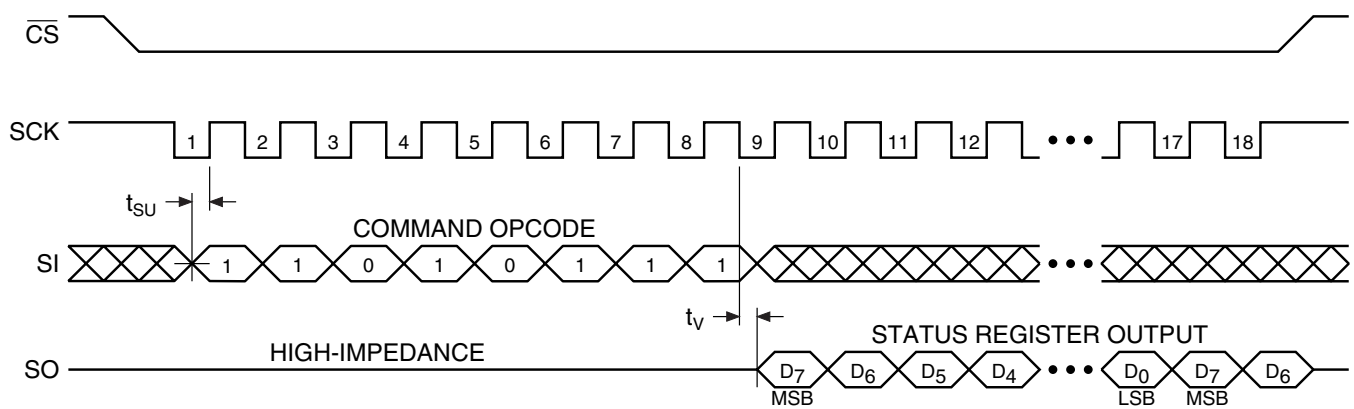 CS
SCK 1 2 3 4 5 6 7 8 9 10 11 12 ••• 17 18
tSU
COMMAND OPCODE
SI 1 1 0 1 0 1 1 1 •••
tV
HIGH-IMPEDANCE STATUS REGISTER OUTPUT
SO D7 D6 D5 D4 ••• D0 D7 D6
MSB LSB MSB